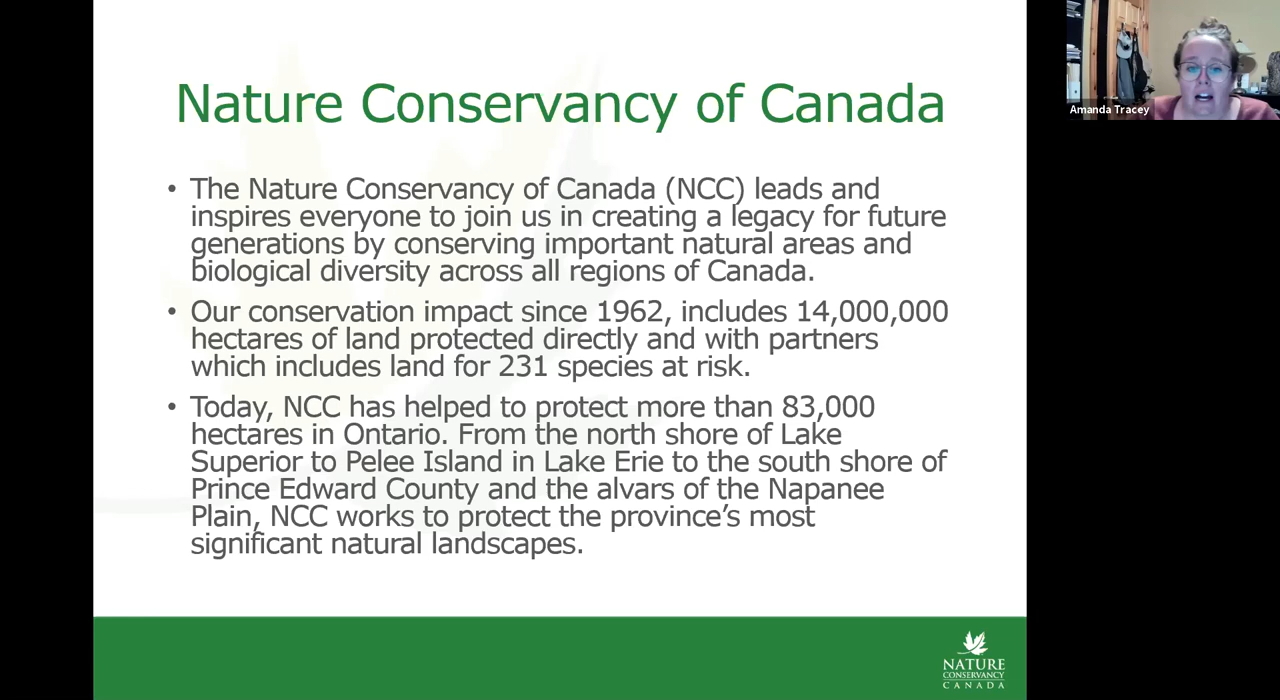 Nature Conservancy of Canada
• The Nature Conservancy of Canada (NCC) leads and
inspires everyone to join us in creating a legacy for future
generations by conserving important natural areas and
biological diversity across all regions of Canada.
• Our conservation impact since 1962, includes 14,000,000
hectares of land protected directly and with partners
which includes land for 231 species at risk.
• Today, NCC has helped to protect more than 83,000
hectares in Ontario. From the north shore of Lake
Superior to Pelee Island in Lake Erie to the south shore of
Prince Edward County and the alvars of the Napanee
Plain, NCC works to protect the province’s most
significant natural landscapes.
NATURE
CONSERVANCY
CANADA
Amanda Tracey